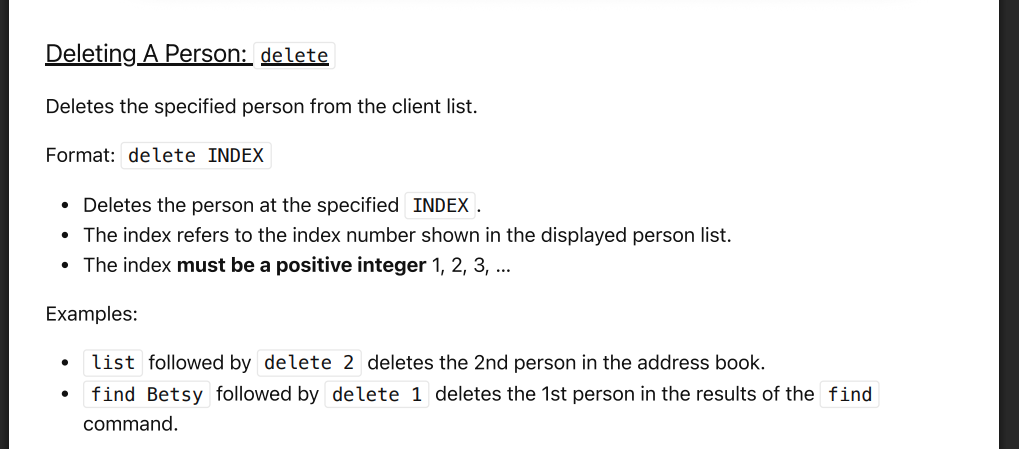 Deleting A Person: delete
Deletes the specified person from the client list.
Format: delete INDEX
• Deletes the person at the specified INDEX .
• The index refers to the index number shown in the displayed person list.
• The index must be a positive integer 1, 2, 3, …
Examples:
• list followed by delete 2 deletes the 2nd person in the address book.
• find Betsy followed by delete 1 deletes the 1st person in the results of the find
command.